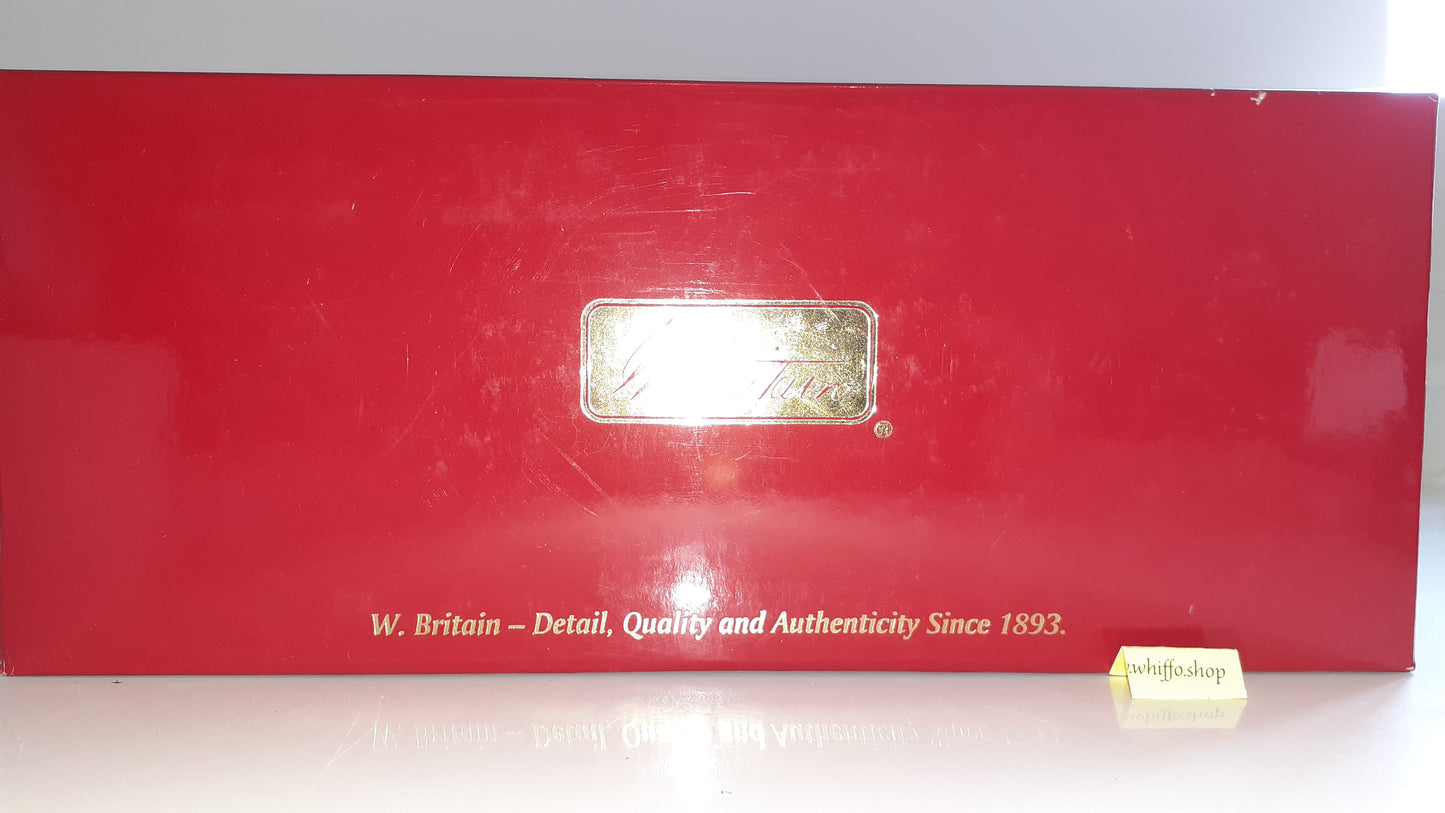 ®
W. Britain – Detail, Quality and Authenticity Since 1893.
.whiffo.shop